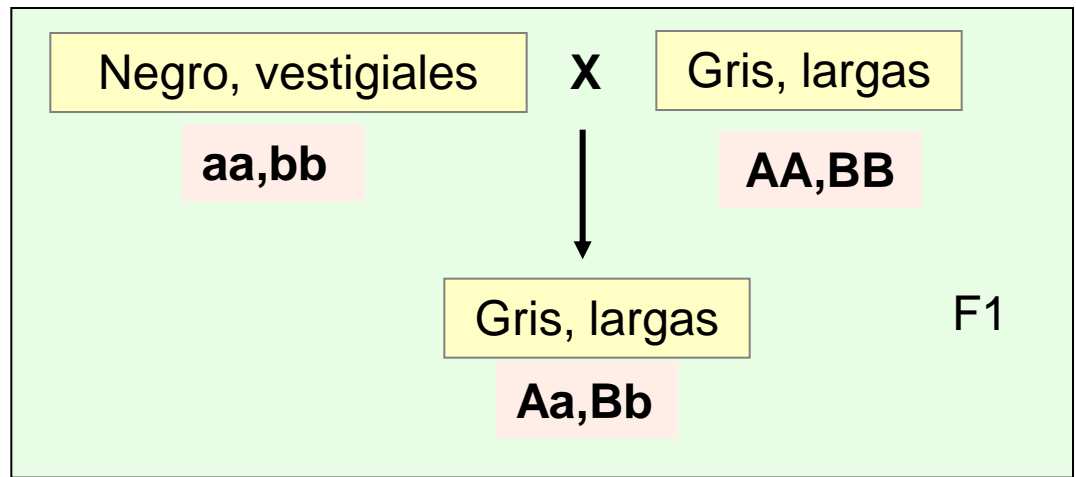 Negro, vestigiales X Gris, largas
aa,bb AA,BB
Gris, largas F1
Aa,Bb